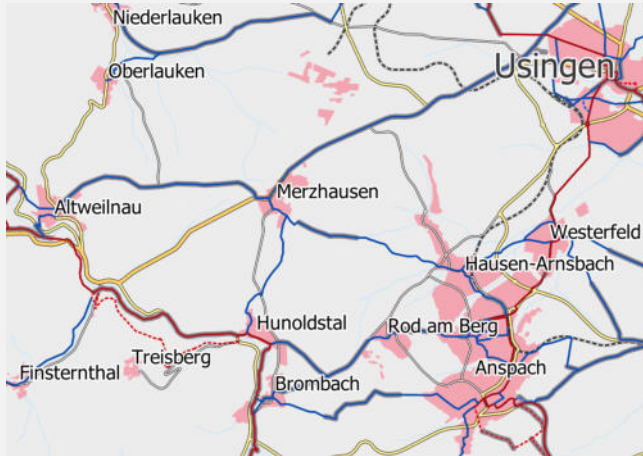 Niederlauken
Oberlauken
Usingen
Merzhausen
Altweilnau
Westerfeld
Hausen-Arnsbach
Hunoldstal
Rod am Berg
Treisberg
Finsternthal
Anspach
Brombach